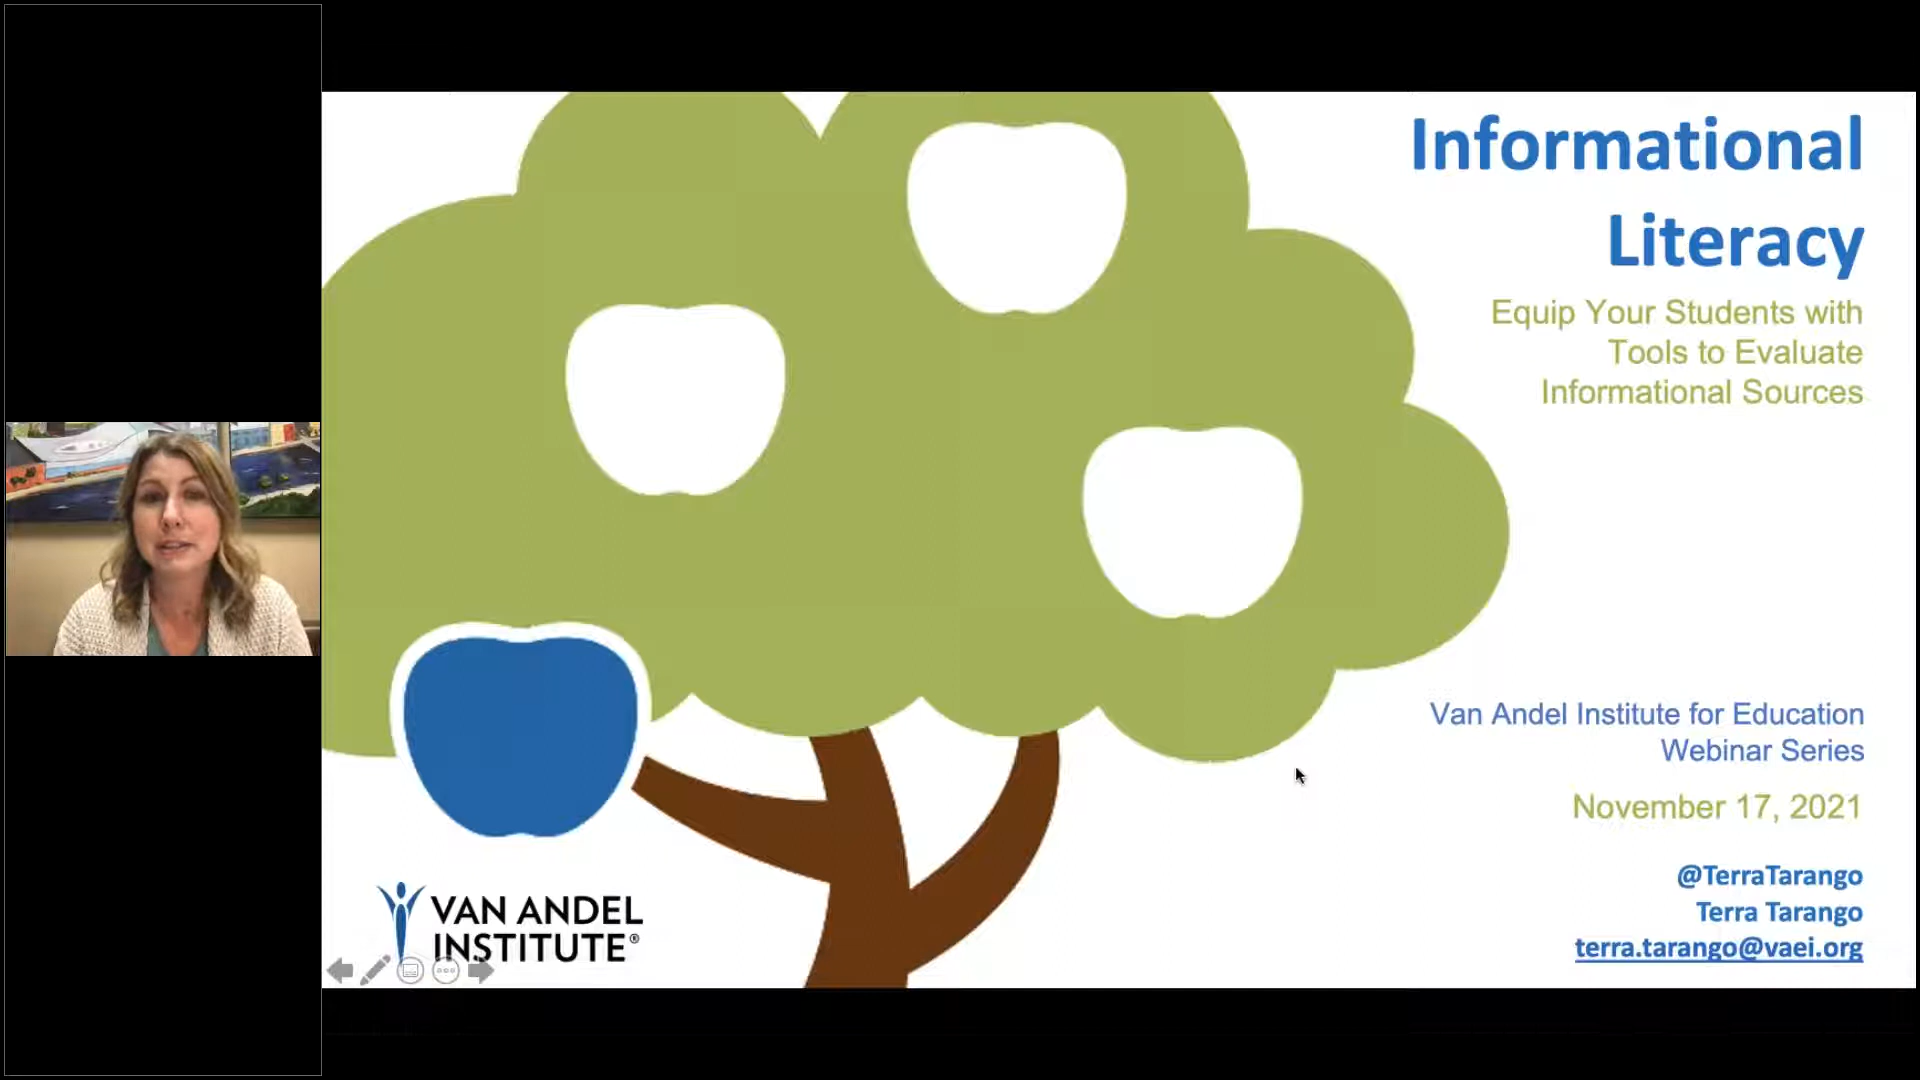 Informational
Literacy
Equip Your Students with
Tools to Evaluate
Informational Sources
Van Andel Institute for Education
Webinar Series
November 17, 2021
@TerraTarango
Terra Tarango
terra.tarango@vaei.org
VAN ANDEL
INSTITUTE®